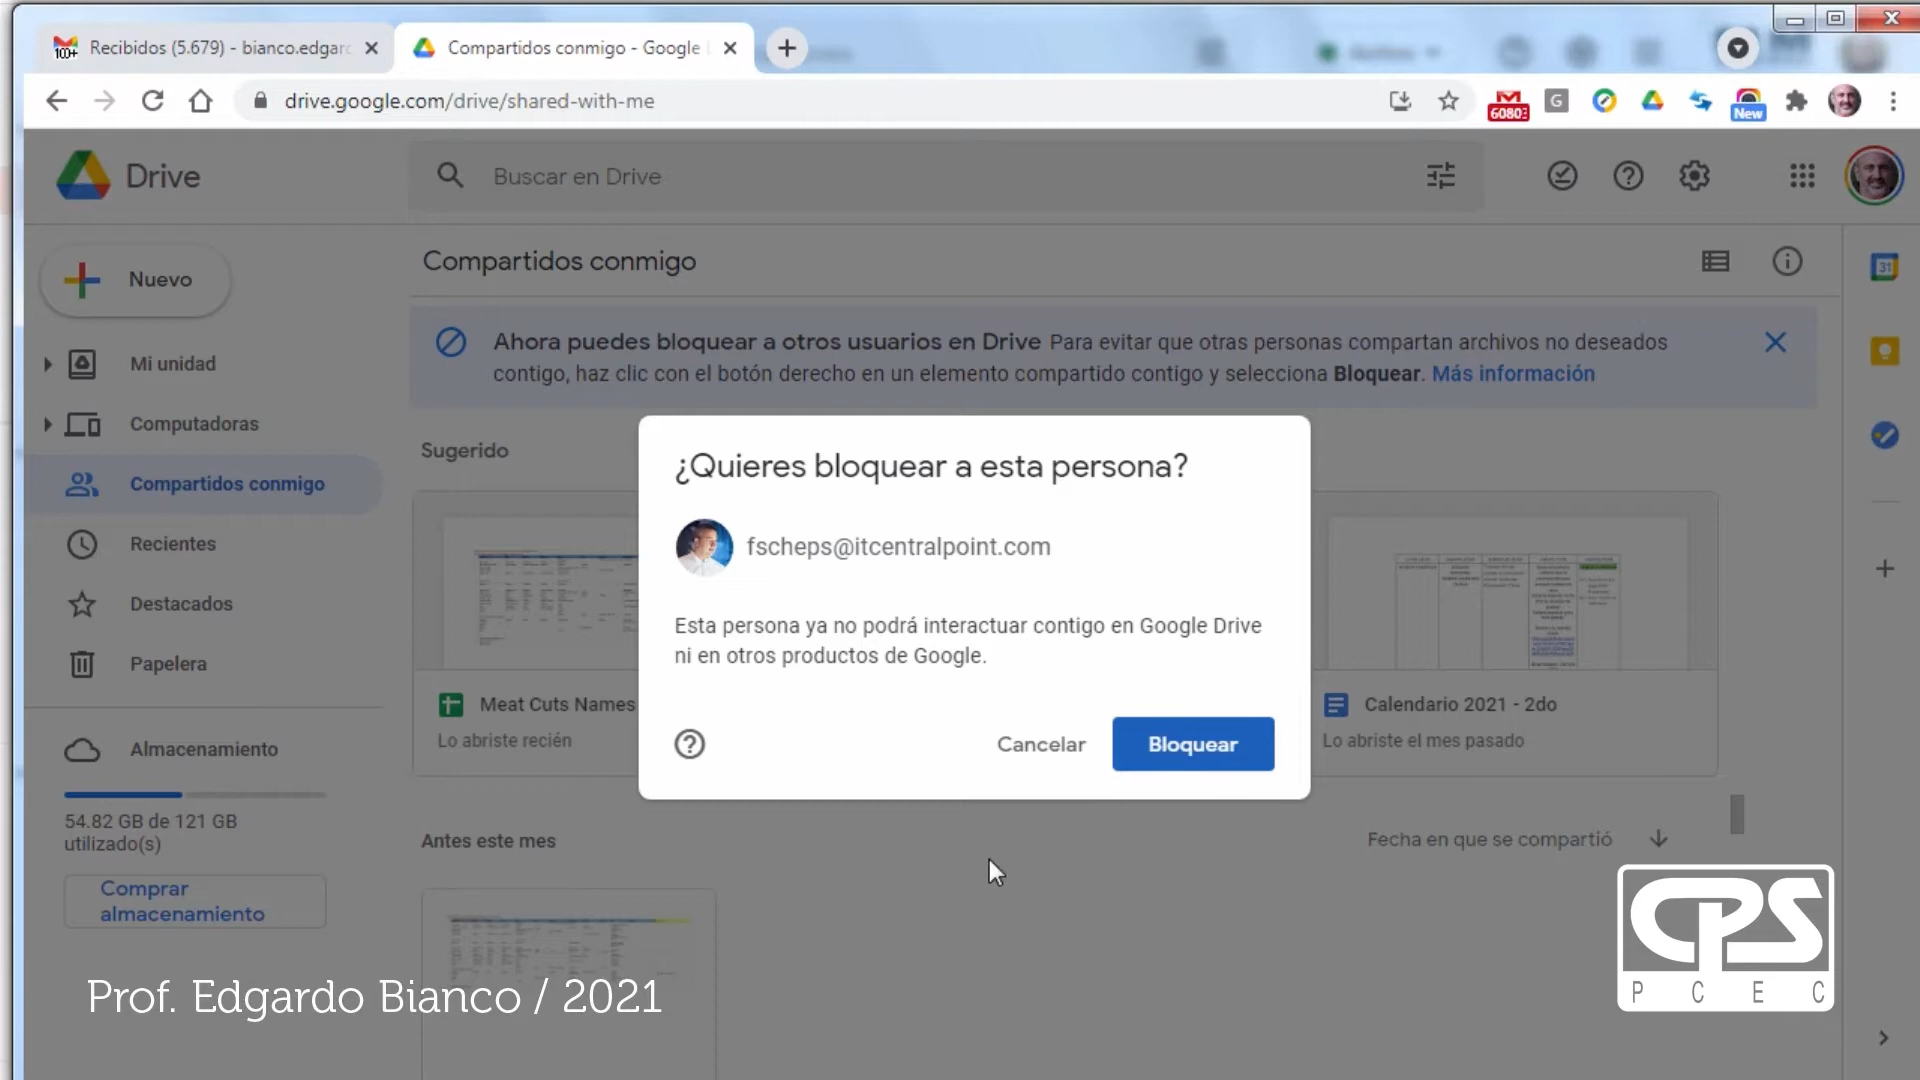 Recibidos (5.679) - bianco.edgar
Compartidos conmigo - Google
drive.google.com/drive/shared-with-me
New
Drive
Buscar en Drive
Nuevo
Compartidos conmigo
Ahora puedes bloquear a otros usuarios en Drive Para evitar que otras personas compartan archivos no deseados
contigo, haz clic con el botón derecho en un elemento compartido contigo y selecciona Bloquear. Más información
Mi unidad
Computadoras
Compartidos conmigo
Recientes
Destacados
Papelera
Almacenamiento
54.82 GB de 121 GB
utilizado(s)
Comprar
almacenamiento
Sugerido
¿Quieres bloquear a esta persona?
fscheps@itcentralpoint.com
Esta persona ya no podrá interactuar contigo en Google Drive
ni en otros productos de Google.
Cancelar
Bloquear
Meat Cuts Names
Lo abriste recién
Calendario 2021 - 2do
Lo abriste el mes pasado
Antes este mes
Fecha en que se compartió
Prof. Edgardo Bianco / 2021
CPS
PCEC